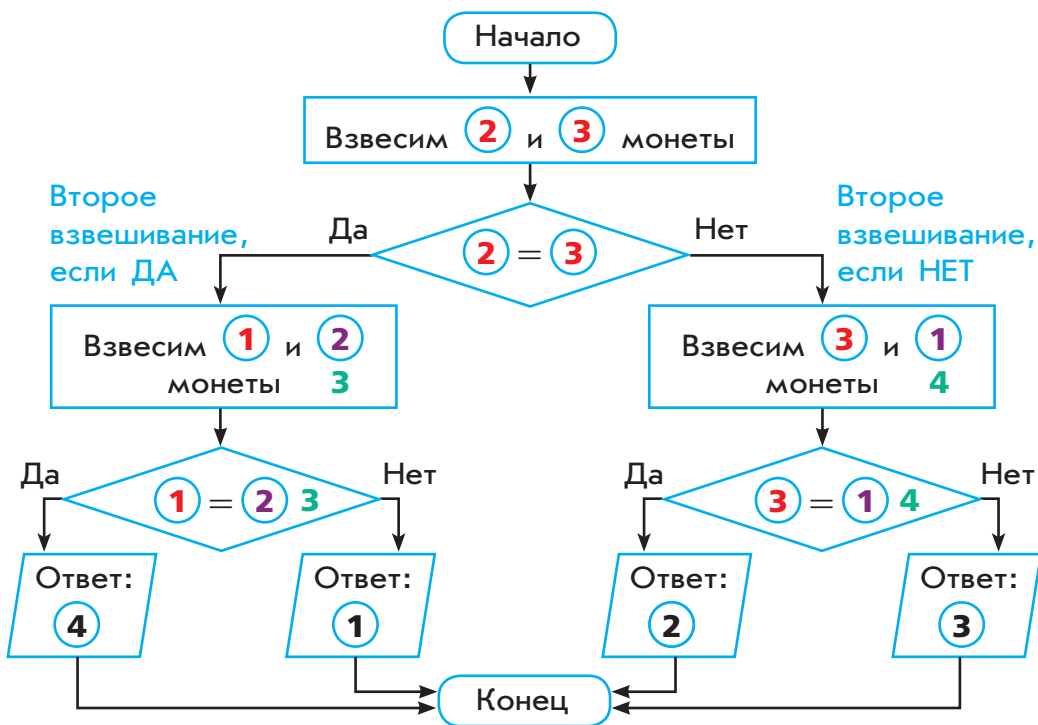 Начало
Взвесим 2 и 3 монеты
Второе
взвешивание,
если ДА
Да
2 = 3
Нет
Второе
взвешивание,
если НЕТ
Взвесим 1 и 2
монеты 3
Взвесим 3 и 1
монеты 4
Да
1 = 2 3
Нет
Да
3 = 1 4
Нет
Ответ:
4
Ответ:
1
Ответ:
2
Ответ:
3
Конец